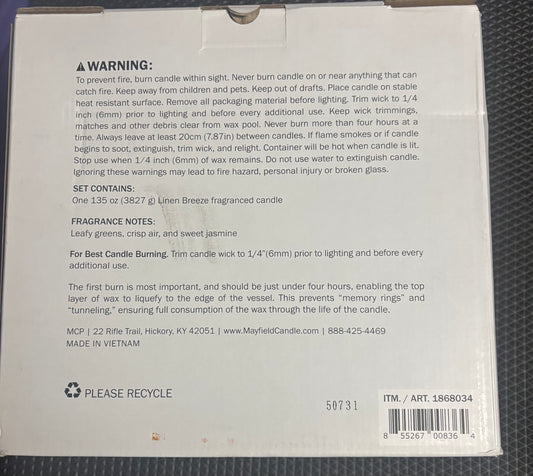 WARNING:
To prevent fire, burn candle within sight. Never burn candle on or near anything that can
catch fire. Keep away from children and pets. Keep out of drafts. Place candle on stable
heat resistant surface. Remove all packaging material before lighting. Trim wick to 1/4
inch (6mm) prior to lighting and before every additional use. Keep wick trimmings,
matches and other debris clear from wax pool. Never burn more than four hours at a
time. Always leave at least 20cm (7.87in) between candles. If flame smokes or if candle
begins to soot, extinguish, trim wick, and relight. Container will be hot when candle is lit.
Stop use when 1/4 inch (6mm) of wax remains. Do not use water to extinguish candle.
Ignoring these warnings may lead to fire hazard, personal injury or broken glass.
SET CONTAINS:
One 135 oz (3827 g) Linen Breeze fragranced candle
FRAGRANCE NOTES:
Leafy greens, crisp air, and sweet jasmine
For Best Candle Burning. Trim candle wick to 1/4"(6mm) prior to lighting and before every
additional use.
The first burn is most important, and should be just under four hours, enabling the top
layer of wax to liquefy to the edge of the vessel. This prevents “memory rings” and
“tunneling,” ensuring full consumption of the wax through the life of the candle.
MCP | 22 Rifle Trail, Hickory, KY 42051 | www.MayfieldCandle.com | 888-425-4469
MADE IN VIETNAM
PLEASE RECYCLE
50731
ITM. / ART. 1868034
8 55267 00836 4